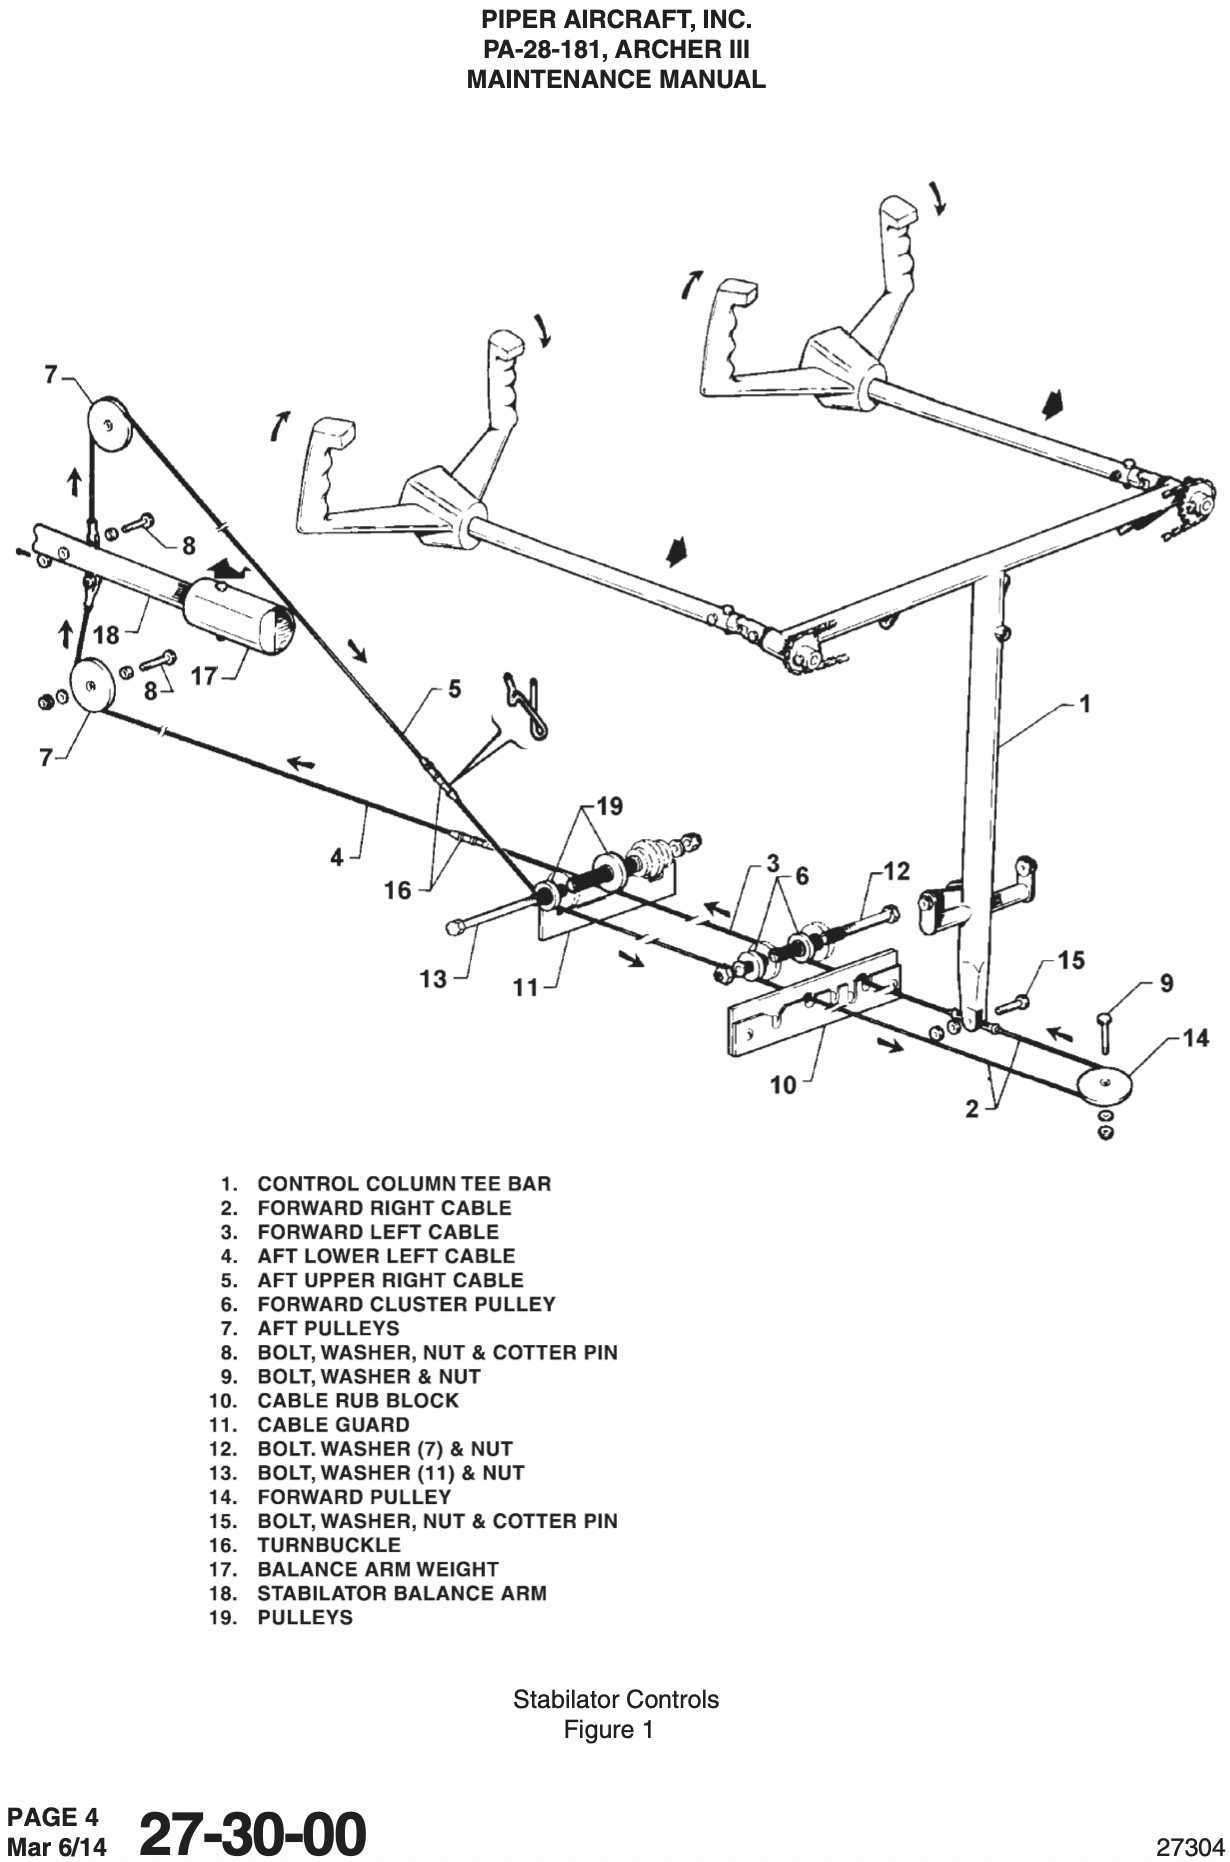 PIPER AIRCRAFT, INC.
PA-28-181, ARCHER III
MAINTENANCE MANUAL
7
8
18
17
8
7
5
1
19
4
16
3
6
12
13
11
15
9
14
10
2
1. CONTROL COLUMN TEE BAR
2. FORWARD RIGHT CABLE
3. FORWARD LEFT CABLE
4. AFT LOWER LEFT CABLE
5. AFT UPPER RIGHT CABLE
6. FORWARD CLUSTER PULLEY
7. AFT PULLEYS
8. BOLT, WASHER, NUT & COTTER PIN
9. BOLT, WASHER & NUT
10. CABLE RUB BLOCK
11. CABLE GUARD
12. BOLT. WASHER (7) & NUT
13. BOLT, WASHER (11) & NUT
14. FORWARD PULLEY
15. BOLT, WASHER, NUT & COTTER PIN
16. TURNBUCKLE
17. BALANCE ARM WEIGHT
18. STABILATOR BALANCE ARM
19. PULLEYS
Stabilator Controls
Figure 1
PAGE 4
Mar 6/14
27-30-00
27304